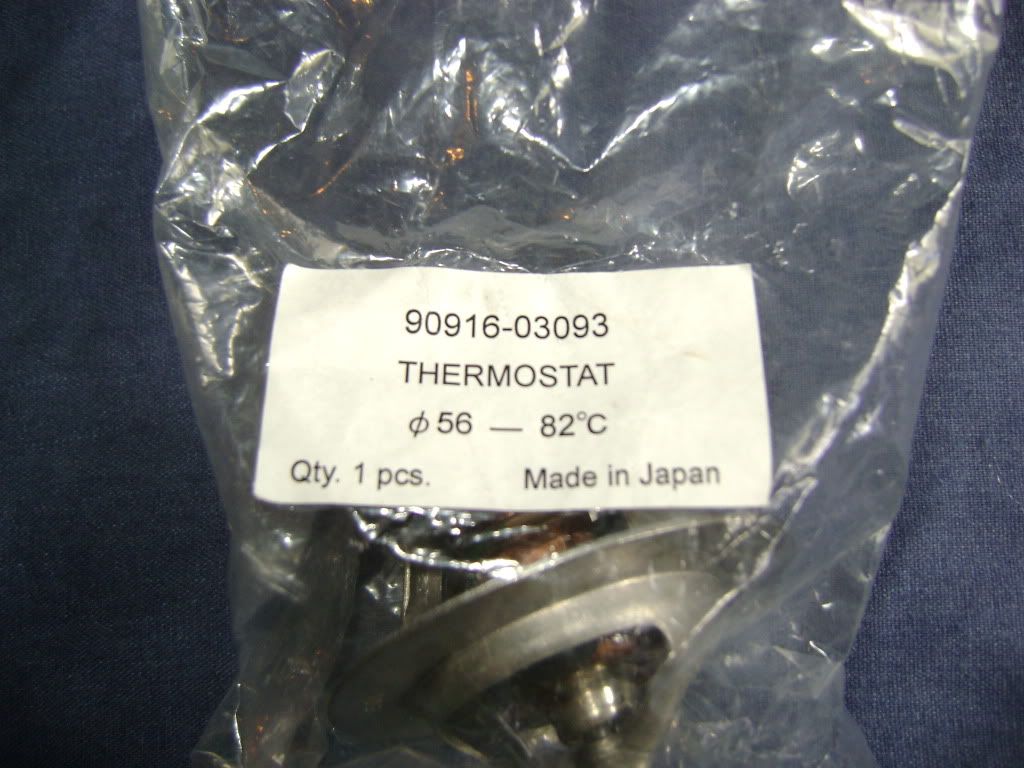 90916-03093
THERMOSTAT
ϕ56 — 82℃
Qty. 1 pcs. Made in Japan